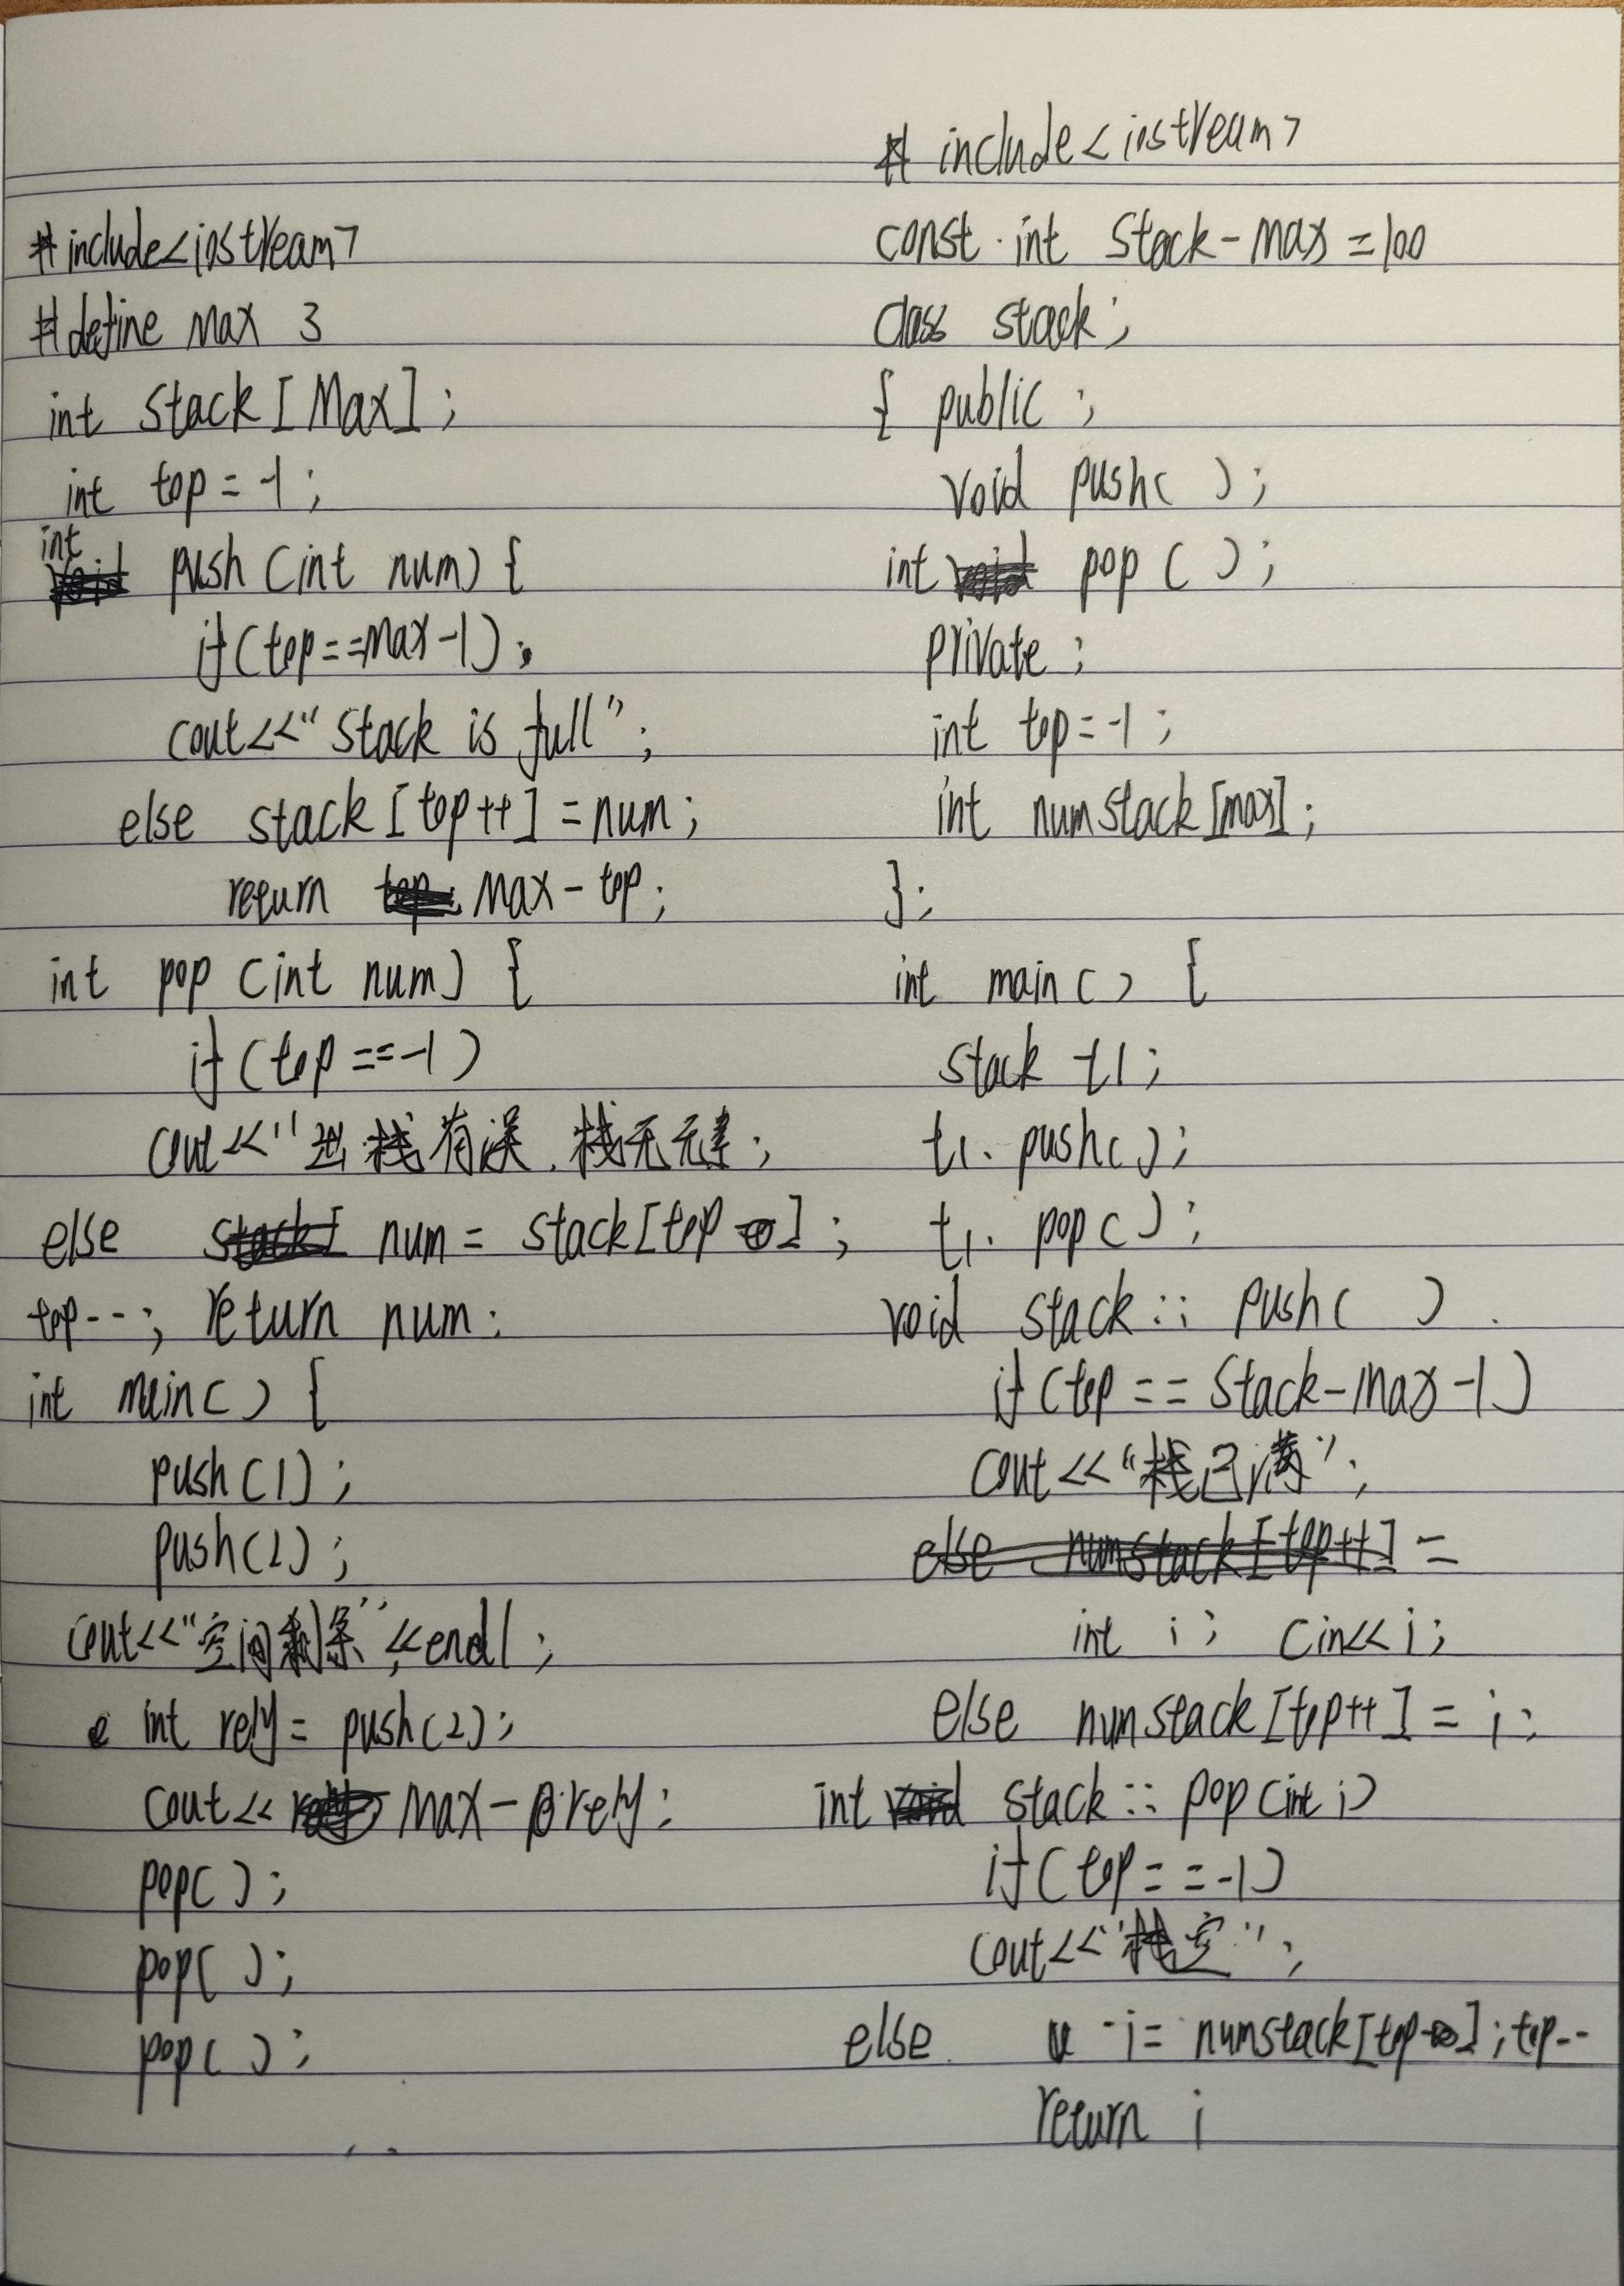 #include<iostream>
#define max 3
int stack[Max];
int top=-1;
int
push(int num){
if(top==Max-1);
cout<<"stack is full";
else stack[top++]=num;
return Max-top;
int pop(int num){
if(top==-1)
cout<<"出栈有误.栈无元素;
else num=stack[top];
top--; return num;
int main(){
push(1);
push(2);
cout<<"空间剩余"<<endl;
int rely=push(2);
cout<<Max-rely;
pop();
pop();
pop();
#include<iostream>
const int Stack-max=100
class stack;
{ public;
void push();
int pop();
private;
int top=-1;
int numstack[max];
};
int main(){
stack t1;
t1.push();
t1.pop();
void stack::push()
if(top==Stack-max-1)
cout<<"栈已满";
else numstack[top++]=
int i; cin<<i;
else numstack[top++]=i;
int stack::pop(int i)
if(top==-1)
cout<<"栈空";
else i=numstack[top];top--
return i